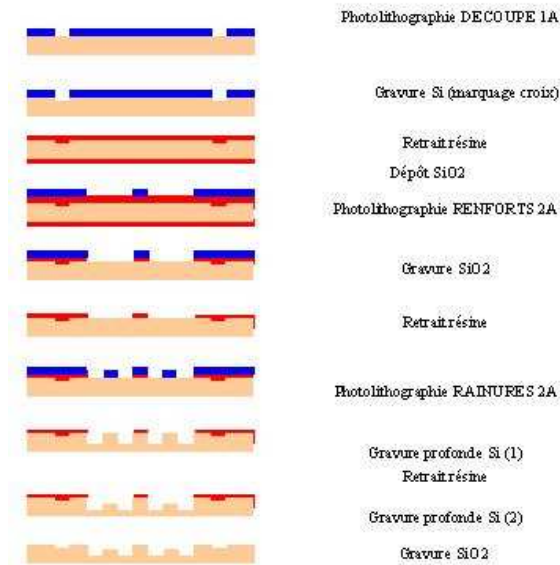 Photolithographie DECOUPE 1A
Gravure Si (marquage croix)
Retrait résine
Dépôt SiO2
Photolithographie RENFORTS 2A
Gravure SiO2
Retrait résine
Photolithographie RAINURES 2A
Gravure profonde Si (1)
Retrait résine
Gravure profonde Si (2)
Gravure SiO2